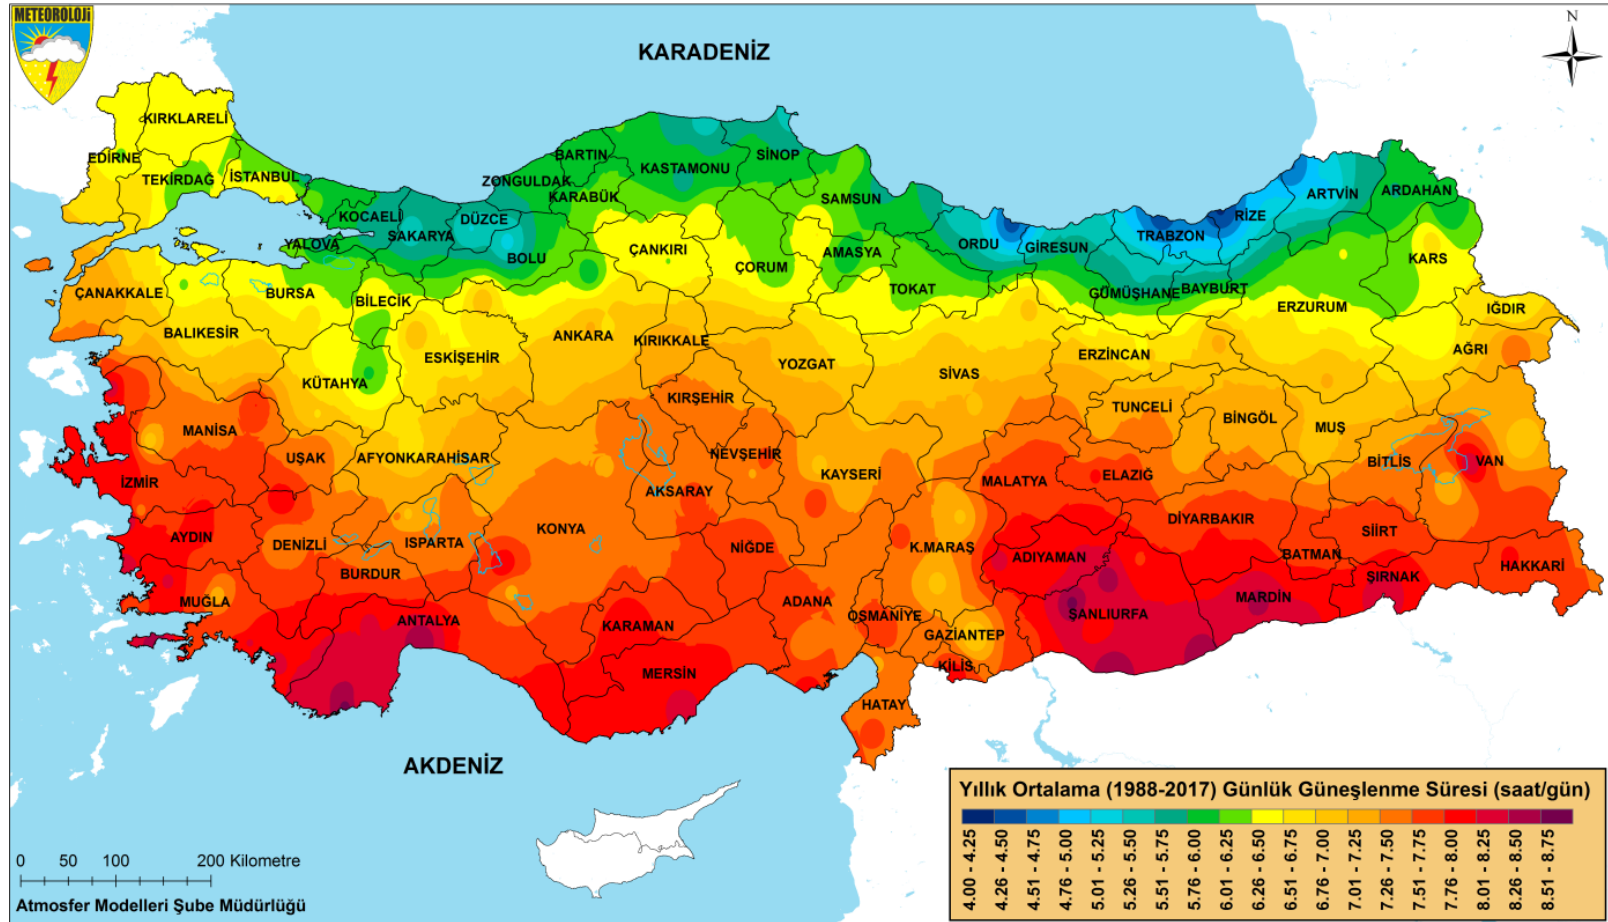 METEOROLOJİ
N
KARADENİZ
KIRKLARELİ
EDİRNE
TEKİRDAĞ
İSTANBUL
BARTIN
KASTAMONU
SİNOP
ZONGULDAK
KARABÜK
SAMSUN
ARTVİN
ARDAHAN
KOCAELİ
DÜZCE
SAKARYA
RİZE
TRABZON
YALOVA
BOLU
ÇANKIRI
ÇORUM
AMASYA
ORDU
GİRESUN
KARS
ÇANAKKALE
BURSA
BİLECİK
TOKAT
GÜMÜŞHANE
BAYBURT
ERZURUM
IĞDIR
BALIKESİR
ESKİŞEHİR
ANKARA
KIRIKKALE
YOZGAT
SİVAS
ERZİNCAN
AĞRI
KÜTAHYA
KIRŞEHİR
TUNCELİ
BİNGÖL
MUŞ
MANİSA
UŞAK
AFYONKARAHİSAR
NEVŞEHİR
KAYSERİ
BİTLİS
VAN
İZMİR
AKSARAY
MALATYA
ELAZIĞ
AYDIN
DENİZLİ
ISPARTA
KONYA
NİĞDE
K.MARAŞ
DİYARBAKIR
SİİRT
BURDUR
ADIYAMAN
BATMAN
ŞIRNAK
HAKKARİ
MUĞLA
ANTALYA
KARAMAN
ADANA
OSMANİYE
GAZİANTEP
ŞANLIURFA
MARDİN
MERSİN
KİLİS
HATAY
AKDENİZ
Yıllık Ortalama (1988-2017) Günlük Güneşlenme Süresi (saat/gün)
4.00 - 4.25
4.26 - 4.50
4.51 - 4.75
4.76 - 5.00
5.01 - 5.25
5.26 - 5.50
5.51 - 5.75
5.76 - 6.00
6.01 - 6.25
6.26 - 6.50
6.51 - 6.75
6.76 - 7.00
7.01 - 7.25
7.26 - 7.50
7.51 - 7.75
7.76 - 8.00
8.01 - 8.25
8.26 - 8.50
8.51 - 8.75
0 50 100 200 Kilometre
Atmosfer Modelleri Şube Müdürlüğü